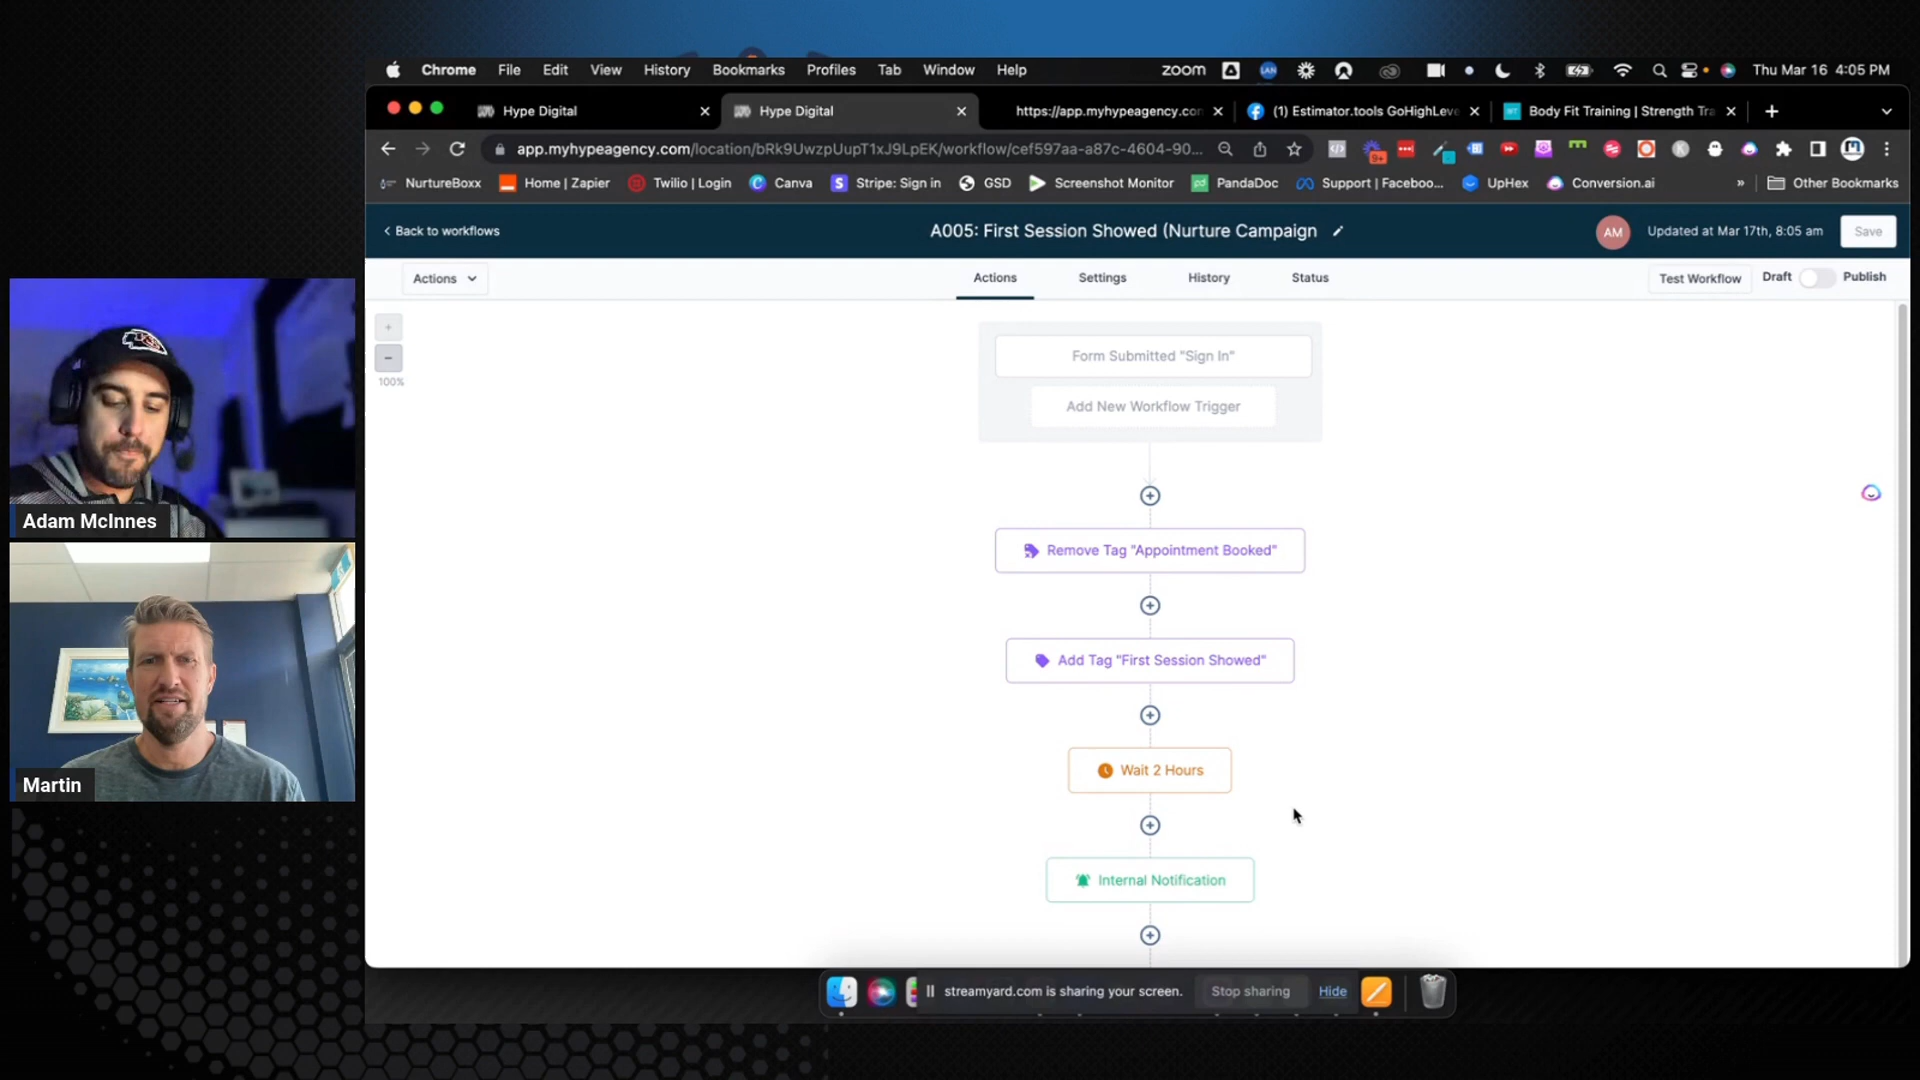 Chrome File Edit View History Bookmarks Profiles Tab Window Help zoom LAN Thu Mar 16 4:05 PM
Hype Digital Hype Digital https://app.myhypeagency.con (1) Estimator.tools GoHighLeve Body Fit Training | Strength Tra
app.myhypeagency.com/location/bRk9UwzpUupT1xJ9LpEK/workflow/cef597aa-a87c-4604-90... 9+
NurtureBoxx Home | Zapier Twilio | Login Canva Stripe: Sign in GSD Screenshot Monitor PandaDoc Support | Faceboo... UpHex Conversion.ai » Other Bookmarks
Back to workflows A005: First Session Showed (Nurture Campaign AM Updated at Mar 17th, 8:05 am Save
Actions Actions Settings History Status Test Workflow Draft Publish
+
−
100%
Form Submitted "Sign In"
Add New Workflow Trigger
Remove Tag "Appointment Booked"
Add Tag "First Session Showed"
Wait 2 Hours
Internal Notification
Adam McInnes
Martin
streamyard.com is sharing your screen. Stop sharing Hide